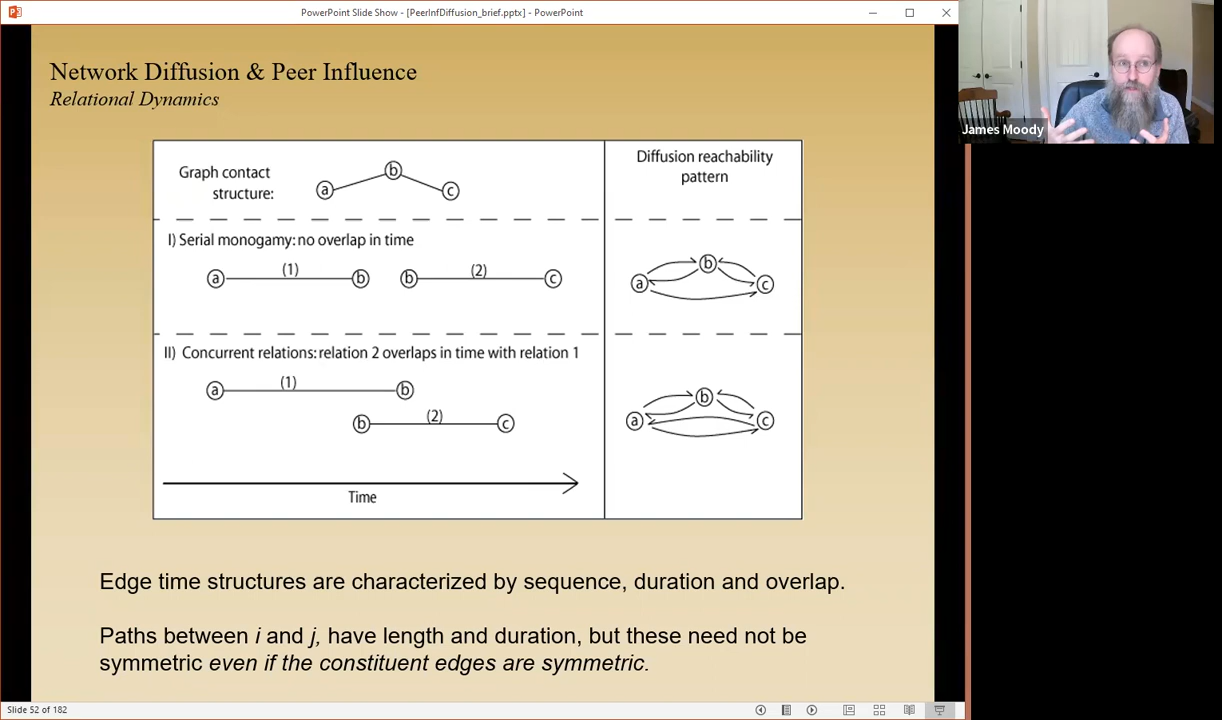 PowerPoint Slide Show - [PeerInfDiffusion_brief.pptx] - PowerPoint
Network Diffusion & Peer Influence
Relational Dynamics
Graph contact
structure:
a
b
c
Diffusion reachability
pattern
I) Serial monogamy: no overlap in time
a
(1)
b
b
(2)
c
a
b
c
II) Concurrent relations: relation 2 overlaps in time with relation 1
a
(1)
b
b
(2)
c
a
b
c
Time
Edge time structures are characterized by sequence, duration and overlap.
Paths between i and j, have length and duration, but these need not be
symmetric even if the constituent edges are symmetric.
Slide 52 of 182
James Moody